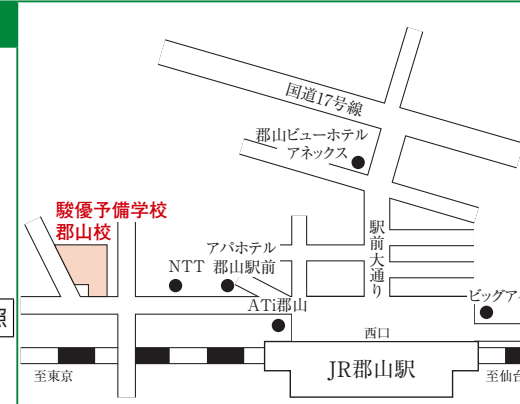 国道17号線
郡山ビューホテル
アネックス
駿優予備学校
郡山校
アパホテル
NTT 郡山駅前
駅前大通り
ATi郡山
ビッグア
西口
照
JR郡山駅
至東京
至仙台